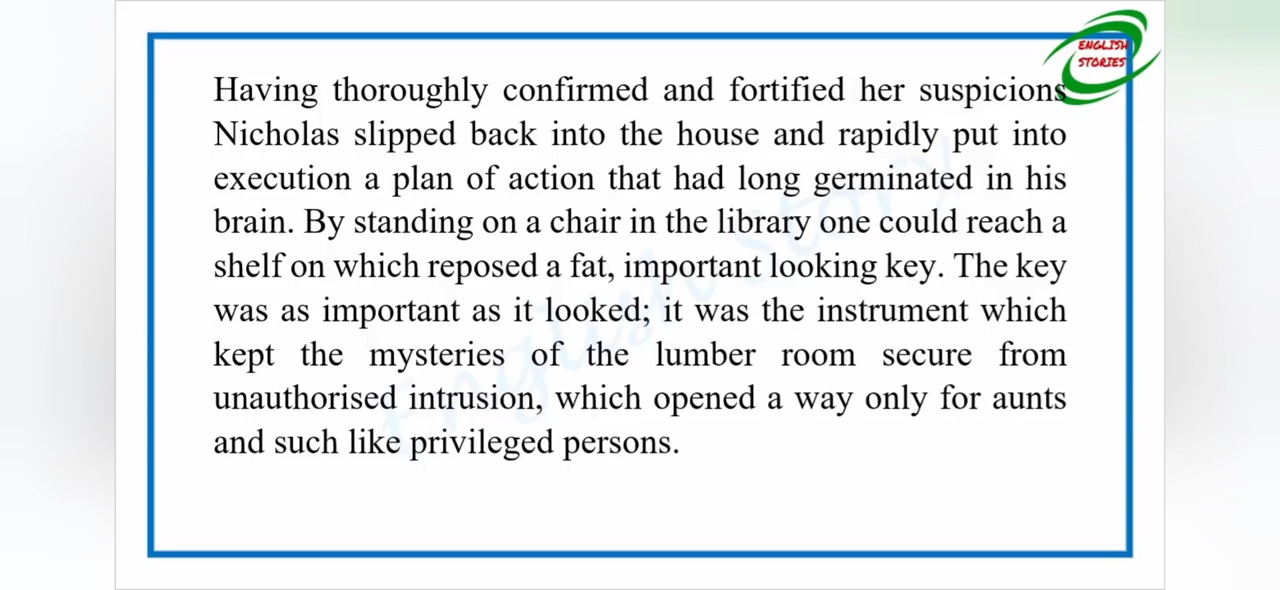 ENGLISH
STORIES
Having thoroughly confirmed and fortified her suspicions
Nicholas slipped back into the house and rapidly put into
execution a plan of action that had long germinated in his
brain. By standing on a chair in the library one could reach a
shelf on which reposed a fat, important looking key. The key
was as important as it looked; it was the instrument which
kept the mysteries of the lumber room secure from
unauthorised intrusion, which opened a way only for aunts
and such like privileged persons.
English Story